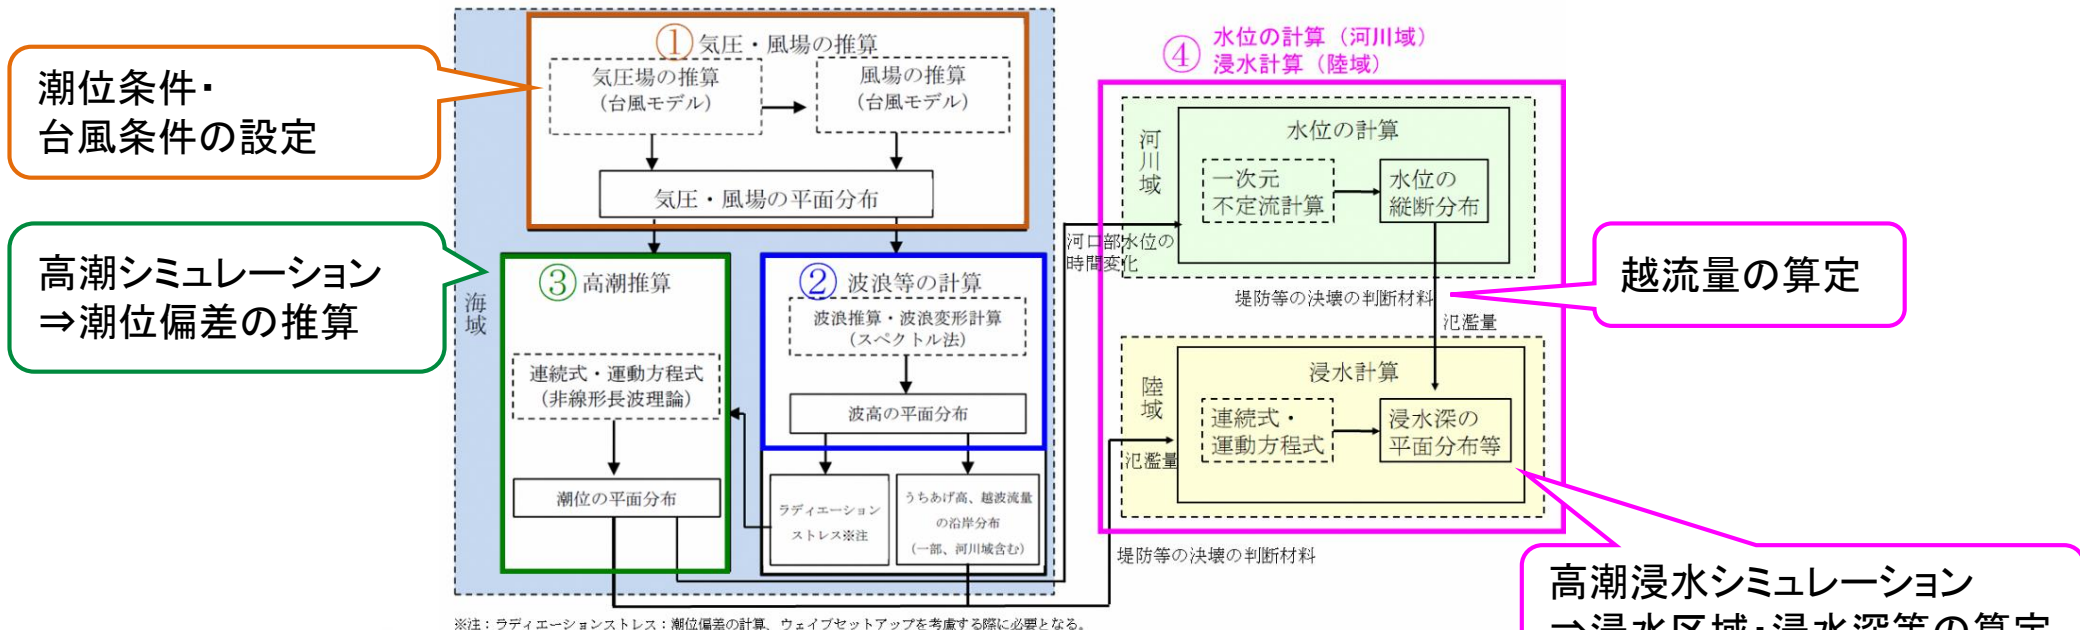 潮位条件・
台風条件の設定
高潮シミュレーション
⇒潮位偏差の推算
海域
①気圧・風場の推算
気圧場の推算
(台風モデル)
風場の推算
(台風モデル)
気圧・風場の平面分布
③高潮推算
連続式・運動方程式
(非線形長波理論)
潮位の平面分布
②波浪等の計算
波浪推算・波浪変形計算
(スペクトル法)
波高の平面分布
ラディエーション
ストレス※注
うちあげ高、越波流量
の沿岸分布
(一部、河川域含む)
※注：ラディエーションストレス：潮位偏差の計算、ウェイブセットアップを考慮する際に必要となる。
④水位の計算（河川域）
浸水計算（陸域）
河川域
水位の計算
一次元
不定流計算
水位の
縦断分布
河口部水位の
時間変化
堤防等の決壊の判断材料
氾濫量
越流量の算定
陸域
浸水計算
連続式・
運動方程式
浸水深の
平面分布等
氾濫量
堤防等の決壊の判断材料
高潮浸水シミュレーション
⇒浸水区域・浸水深等の算定